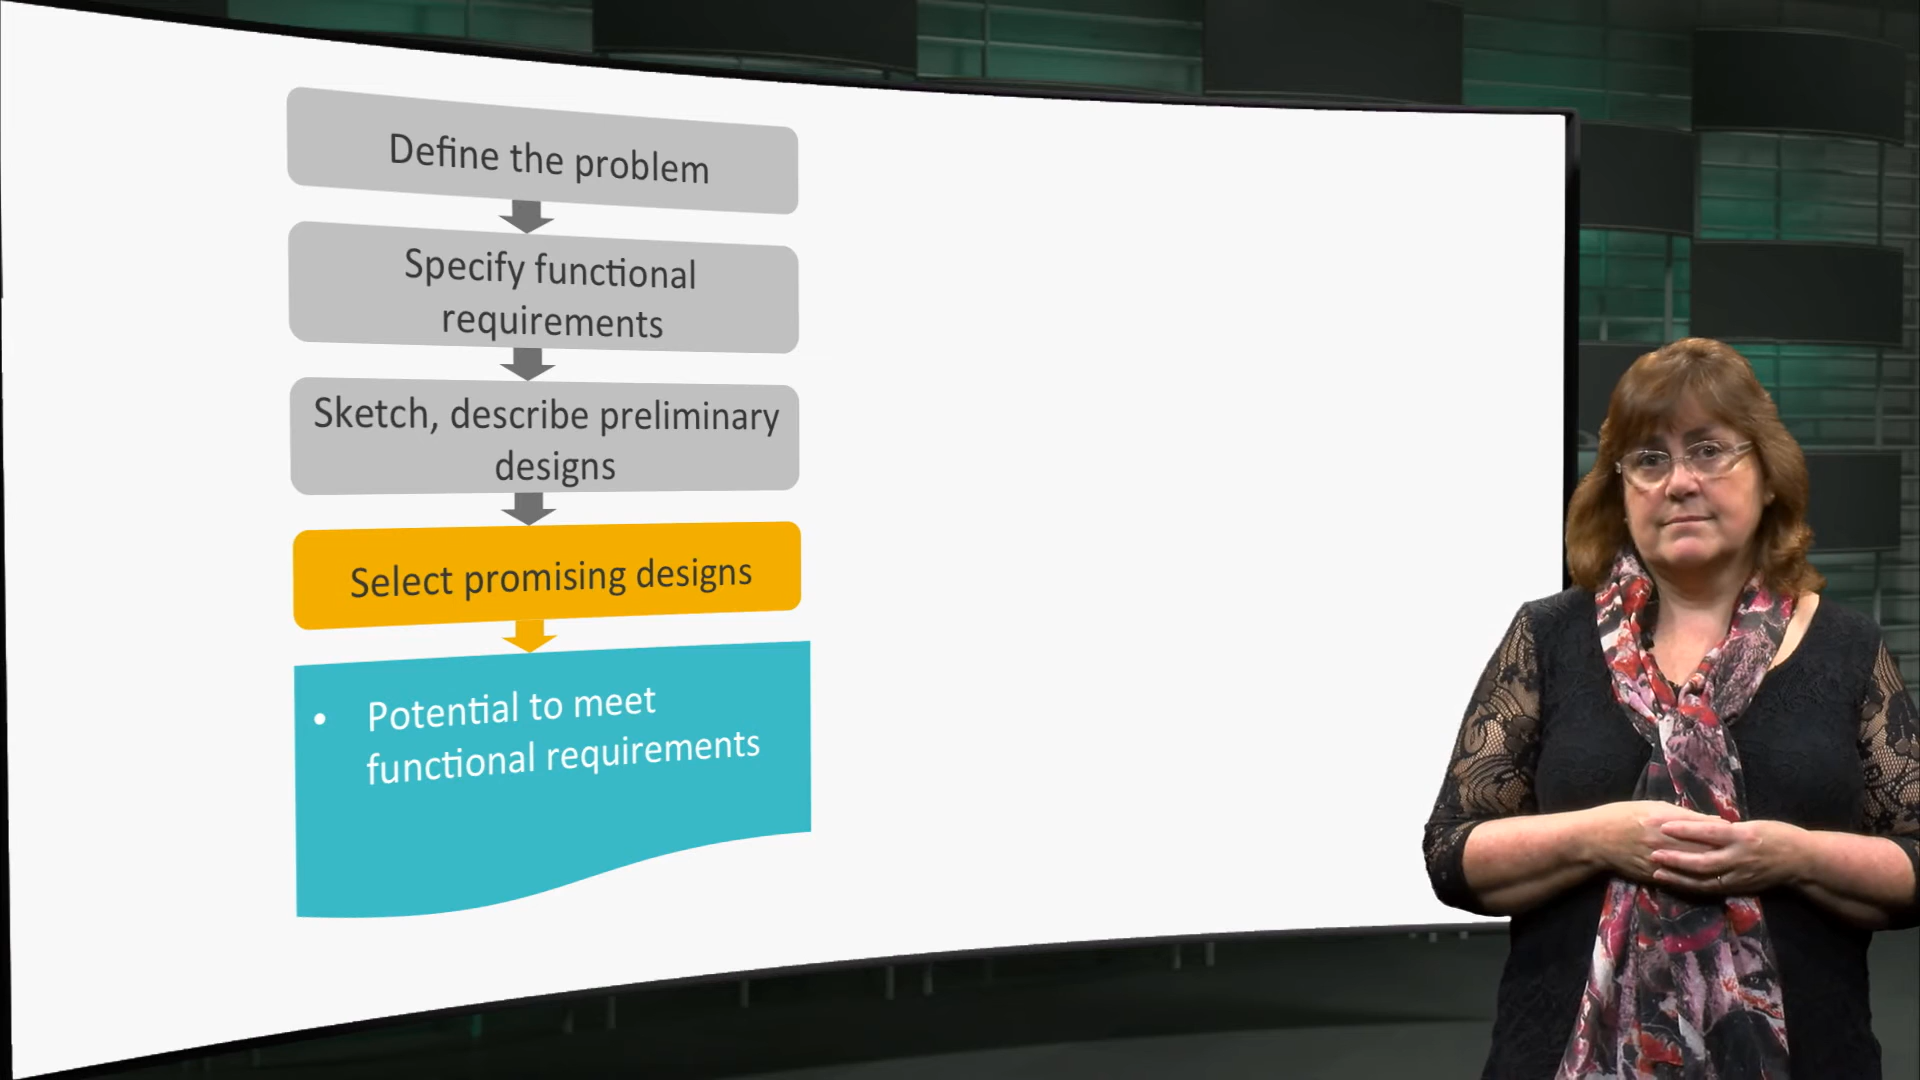 Define the problem
Specify functional
requirements
Sketch, describe preliminary
designs
Select promising designs
• Potential to meet
functional requirements